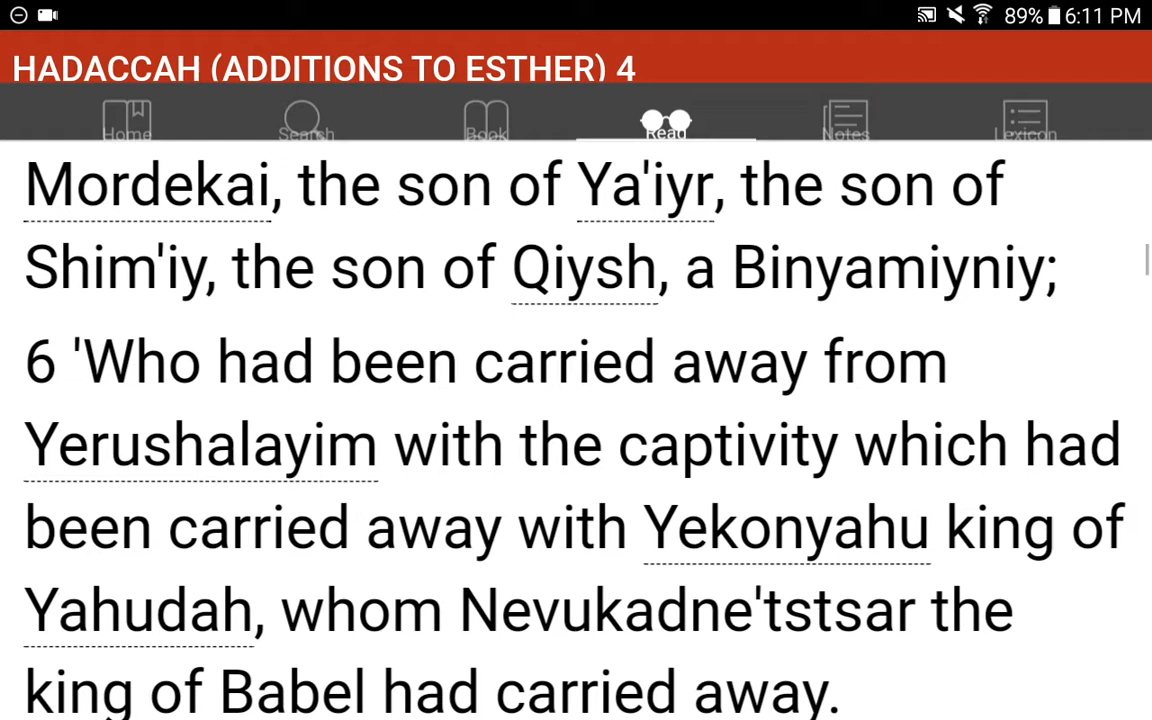 89% 6:11 PM
HADACCAH (ADDITIONS TO ESTHER) 4
Home Search Book Read Notes Lexicon
Mordekai, the son of Ya'iyr, the son of
Shim'iy, the son of Qiysh, a Binyamiyniy;
6 'Who had been carried away from
Yerushalayim with the captivity which had
been carried away with Yekonyahu king of
Yahudah, whom Nevukadne'tstsar the
king of Babel had carried away.